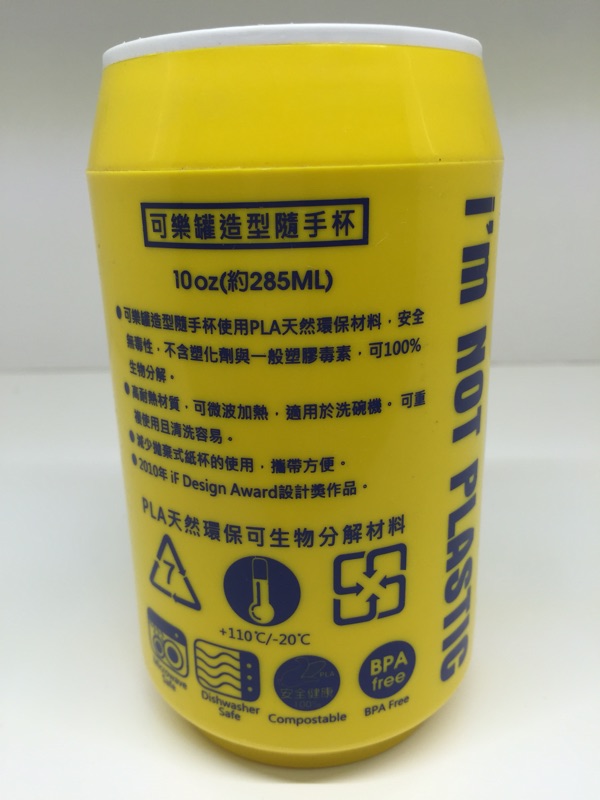 可樂罐造型隨手杯
10oz(約285ML)
●可樂罐造型隨手杯使用PLA天然環保材料，安全
無毒性，不含塑化劑與一般塑膠毒素，可100%
生物分解。
●高耐熱材質，可微波加熱，適用於洗碗機。可重
複使用且清洗容易。
●減少拋棄式紙杯的使用，攜帶方便。
●2010年 iF Design Award設計獎作品。
PLA天然環保可生物分解材料
7
+110℃/-20℃
Microwave
Safe
Dishwasher
Safe
PLA
安全健康
Compostable
BPA
free
BPA Free
i'm NOT PLASTIC